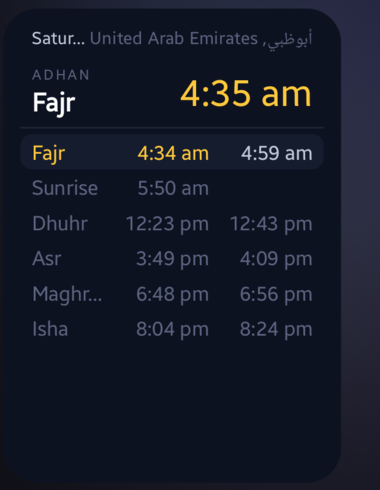 Satur... United Arab Emirates ,أبوظبي
ADHAN
Fajr 4:35 am
Fajr 4:34 am 4:59 am
Sunrise 5:50 am
Dhuhr 12:23 pm 12:43 pm
Asr 3:49 pm 4:09 pm
Maghr... 6:48 pm 6:56 pm
Isha 8:04 pm 8:24 pm